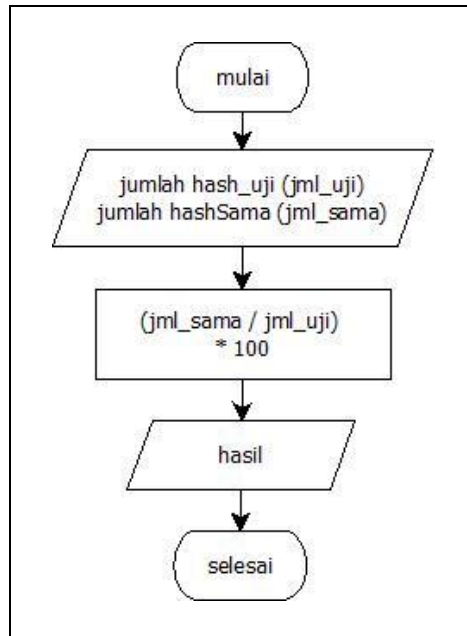 mulai
jumlah hash_uji (jml_uji)
jumlah hashSama (jml_sama)
(jml_sama / jml_uji)
* 100
hasil
selesai